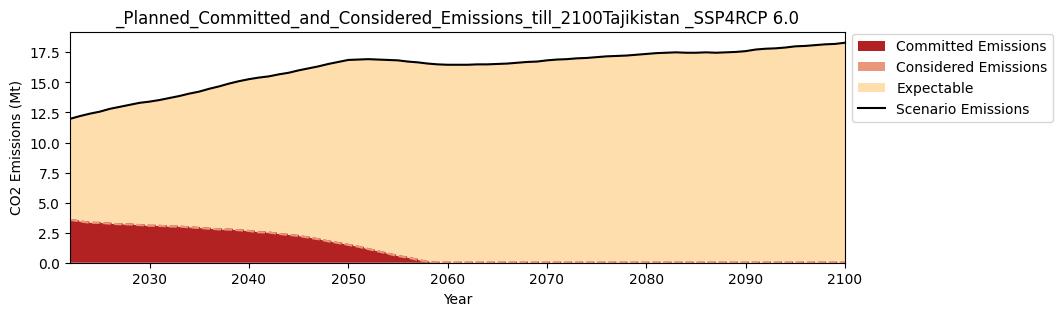 _Planned_Committed_and_Considered_Emissions_till_2100Tajikistan _SSP4RCP 6.0
Committed Emissions
Considered Emissions
Expectable
Scenario Emissions
CO2 Emissions (Mt)
17.5
15.0
12.5
10.0
7.5
5.0
2.5
0.0
2030
2040
2050
2060
2070
2080
2090
2100
Year